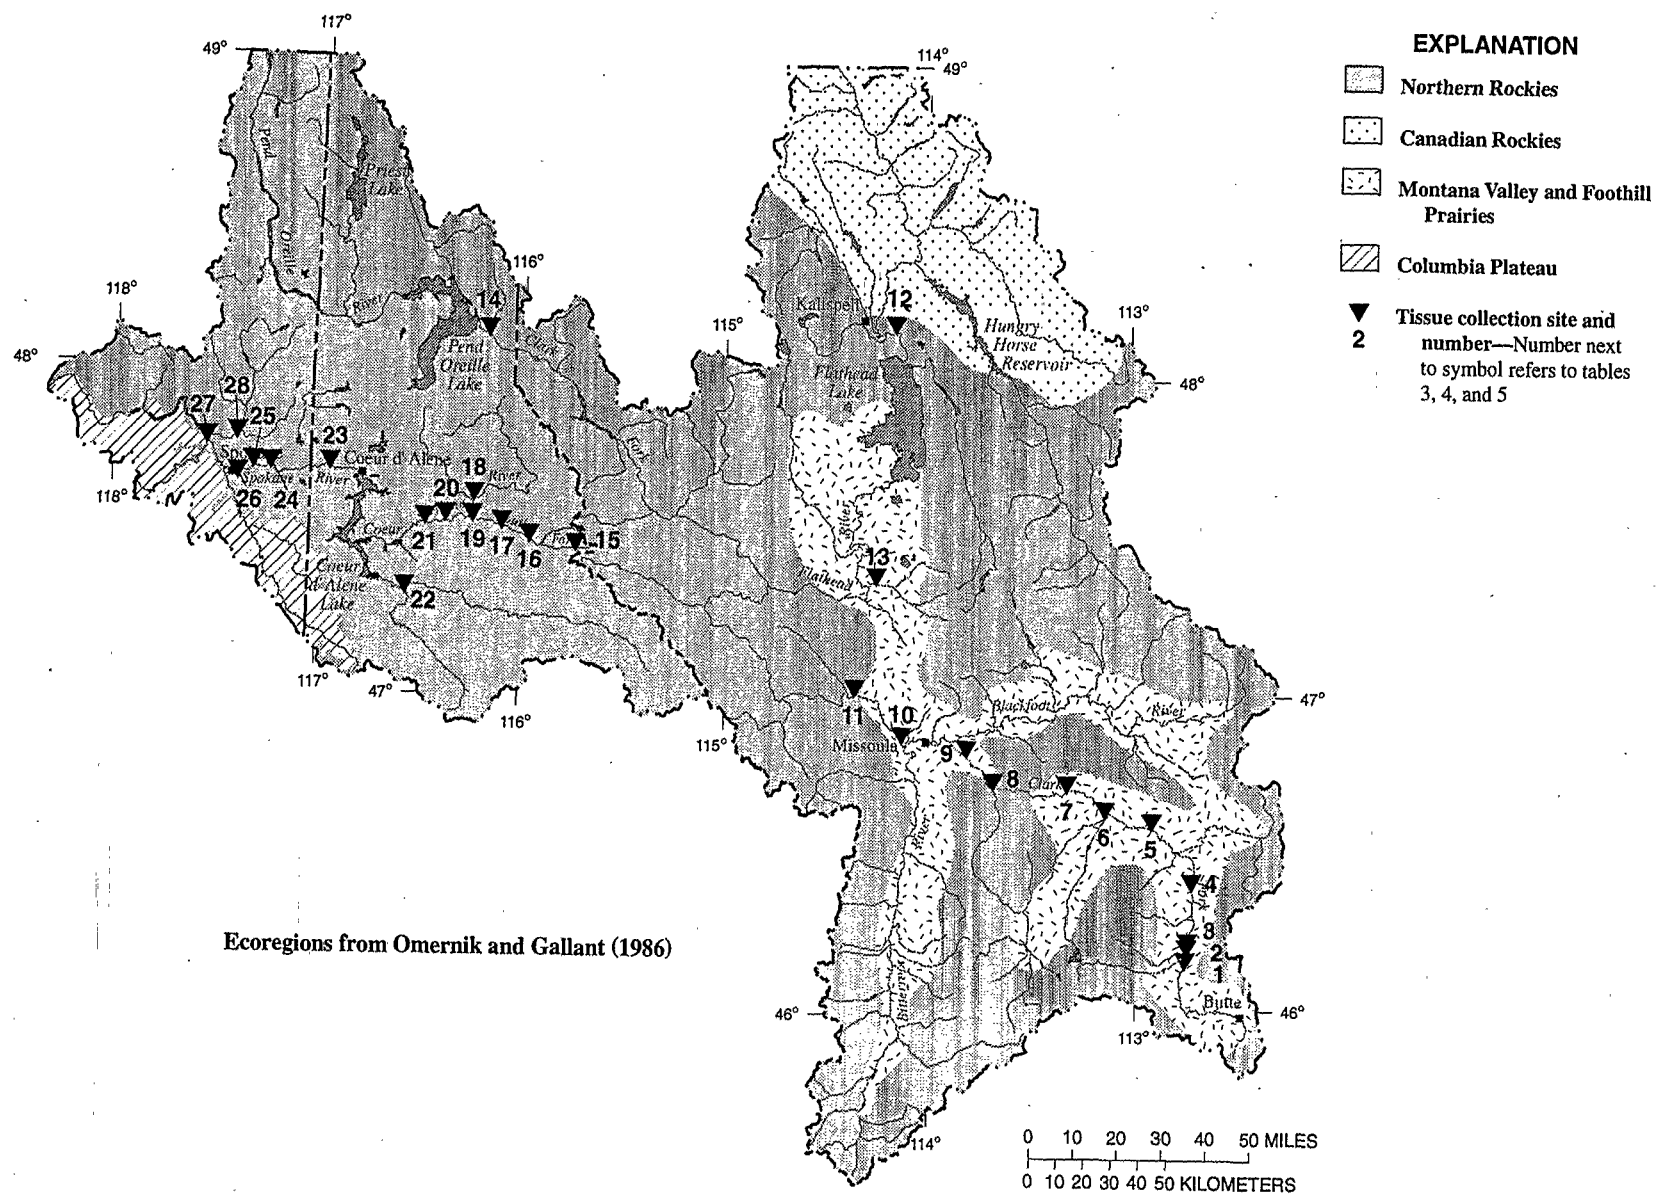 117°
49°
114°
49°
EXPLANATION
Northern Rockies
Canadian Rockies
Montana Valley and Foothill
Prairies
Columbia Plateau
Tissue collection site and
number—Number next
to symbol refers to tables
3, 4, and 5
2
Pend
Oreille
River
Priest
Lake
116°
118°
48°
14
Pend
Oreille
Lake
Clark
Fork
115°
Kalispell
12
Hungry
Horse
Reservoir
113°
48°
Flathead
Lake
27
28
25
23
Coeur d'Alene
Spokane
River
26
24
118°
18
River
20
21
19
17
16
Fork
15
Coeur
Coeur
d'Alene
Lake
22
117°
47°
116°
115°
River
13
Flathead
11
10
Missoula
Blackfoot
River
47°
9
8
Clark
7
6
5
4
Fork
3
2
1
Butte
46°
113°
River
Bitterroot
46°
114°
Ecoregions from Omernik and Gallant (1986)
0 10 20 30 40 50 MILES
0 10 20 30 40 50 KILOMETERS